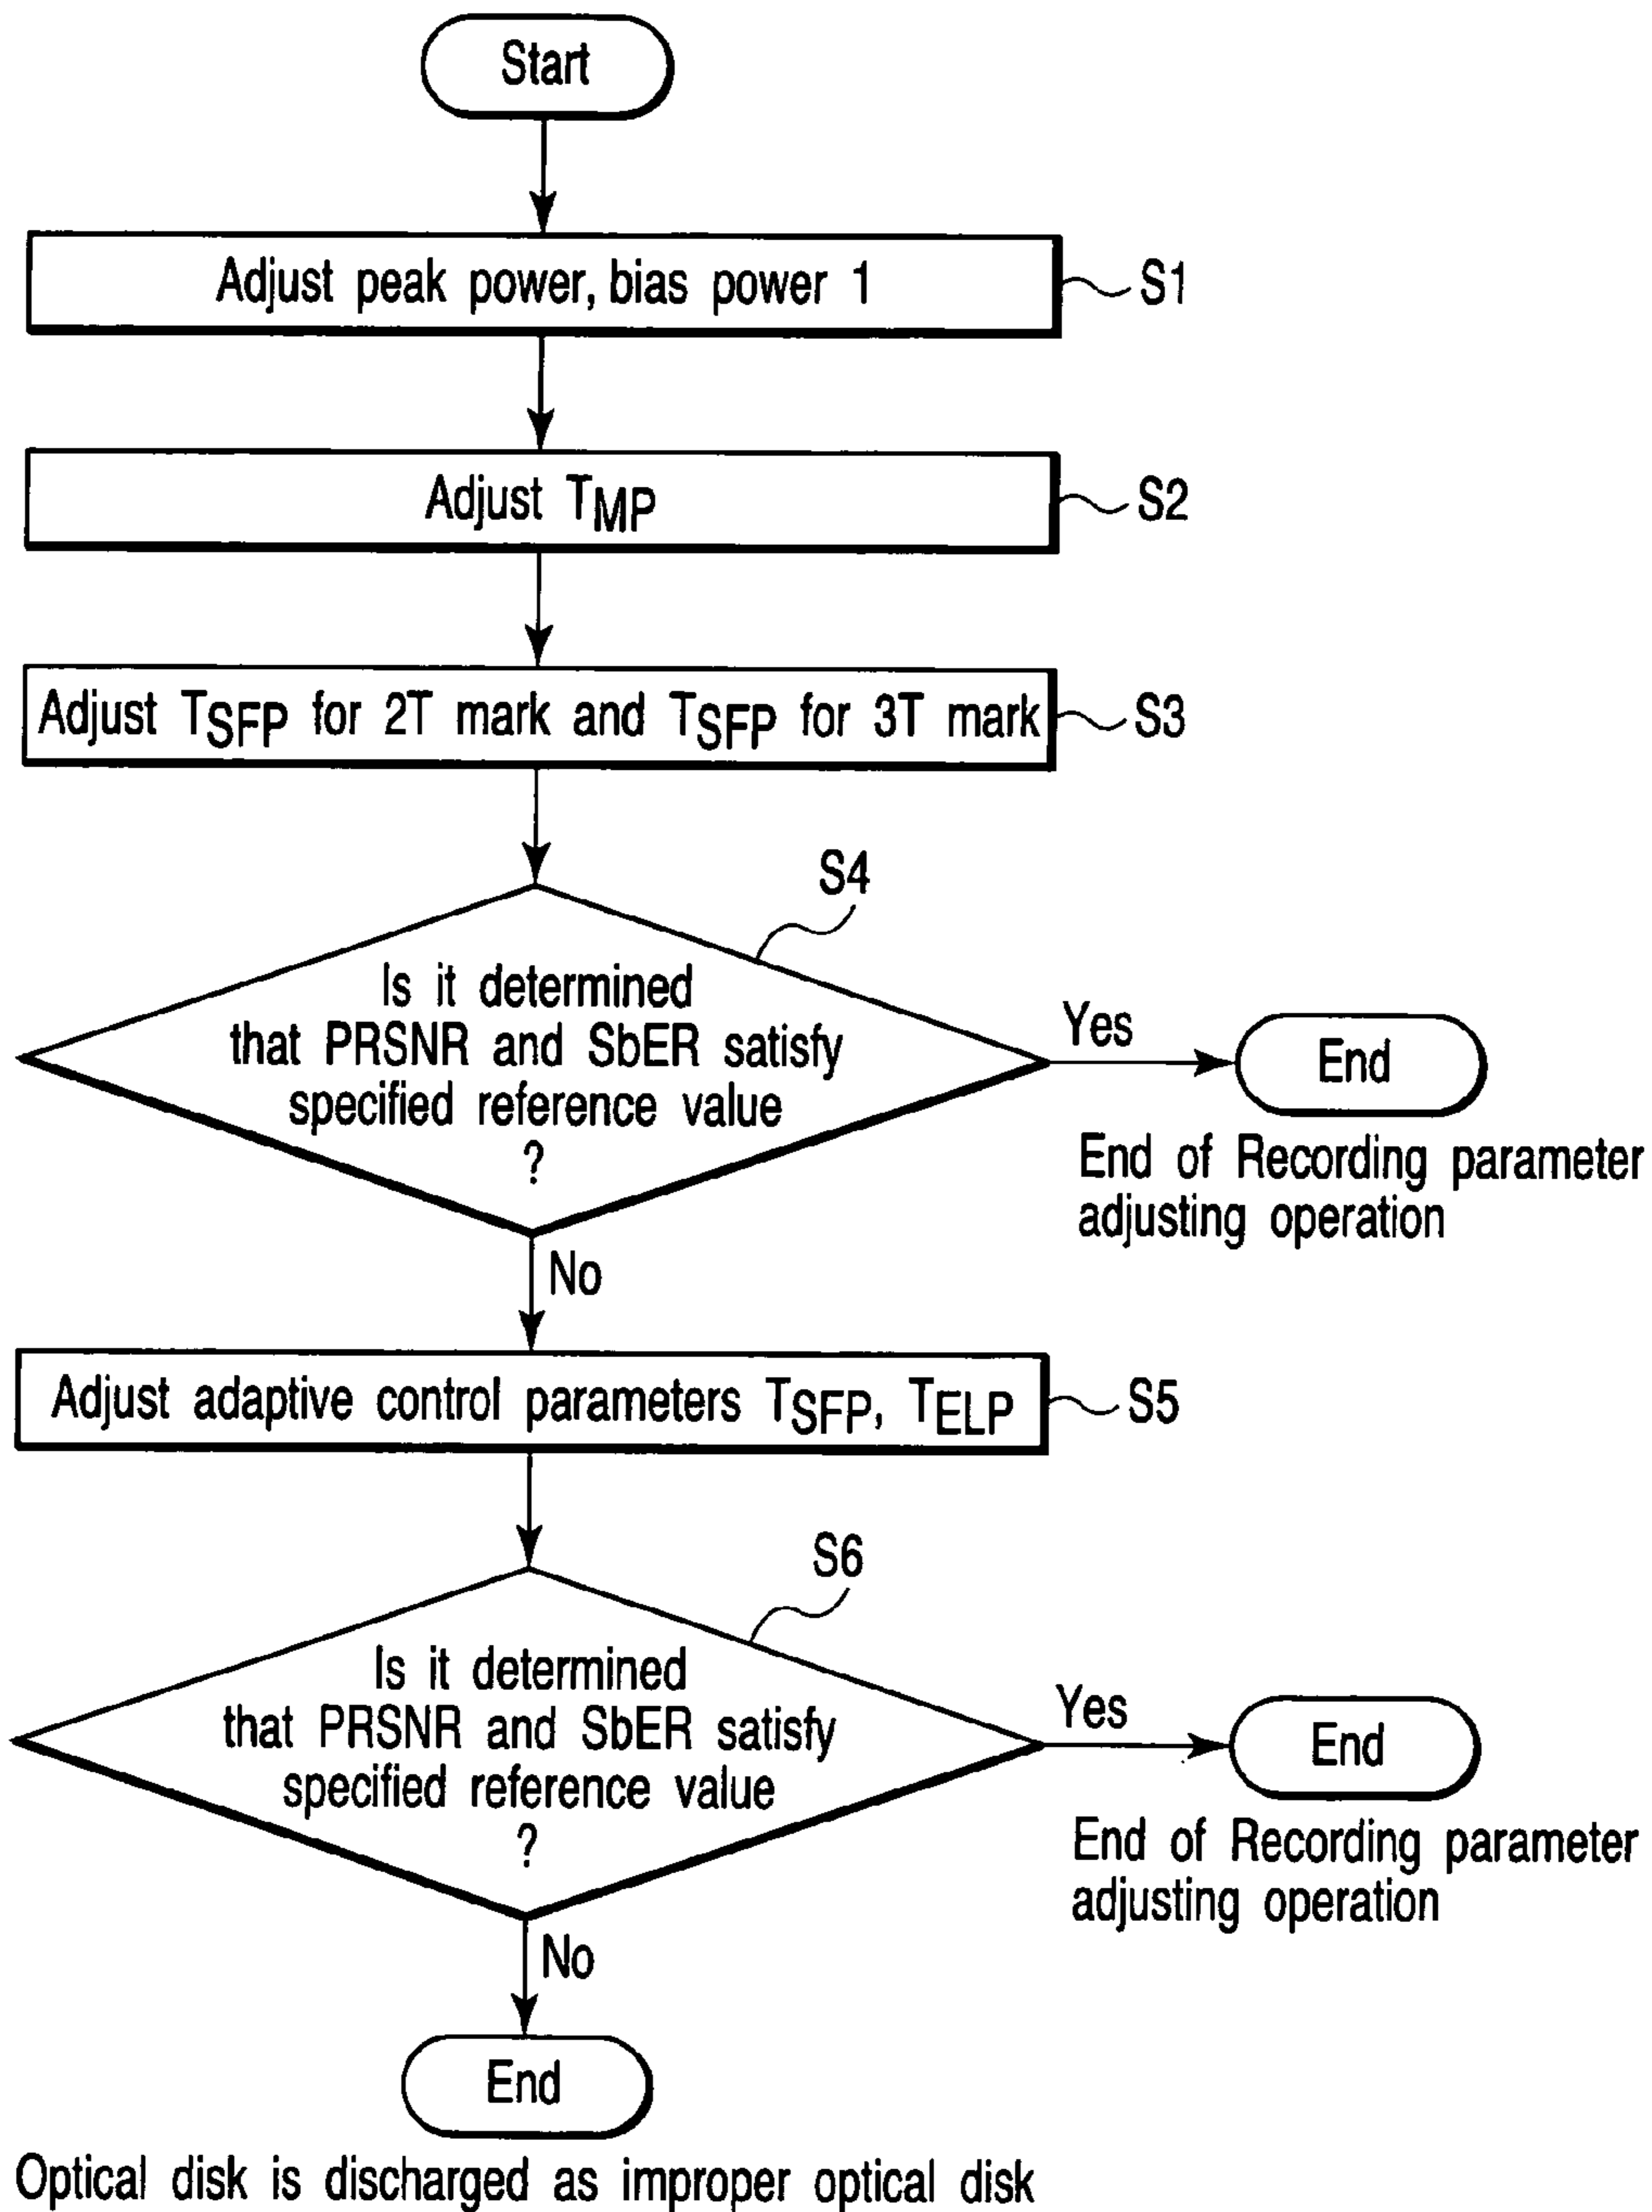 Start
Adjust peak power, bias power 1
S1
Adjust TMP
S2
Adjust TSFP for 2T mark and TSFP for 3T mark
S3
S4
Is it determined
that PRSNR and SbER satisfy
specified reference value
?
Yes
End
End of Recording parameter
adjusting operation
No
Adjust adaptive control parameters TSFP, TELP
S5
S6
Is it determined
that PRSNR and SbER satisfy
specified reference value
?
Yes
End
End of Recording parameter
adjusting operation
No
End
Optical disk is discharged as improper optical disk